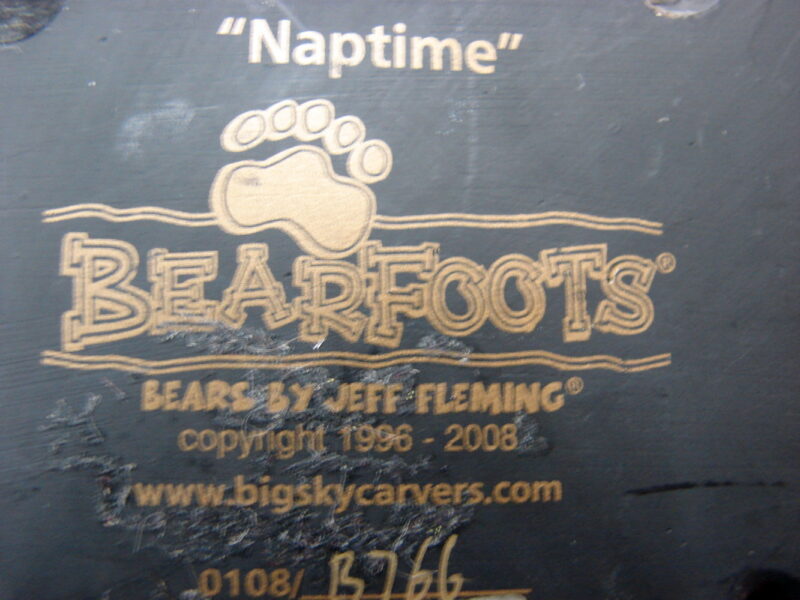 “Naptime”
BEARFOOTS®
BEARS BY JEFF FLEMING®
copyright 1996 - 2008
www.bigskycarvers.com
0108/ B766